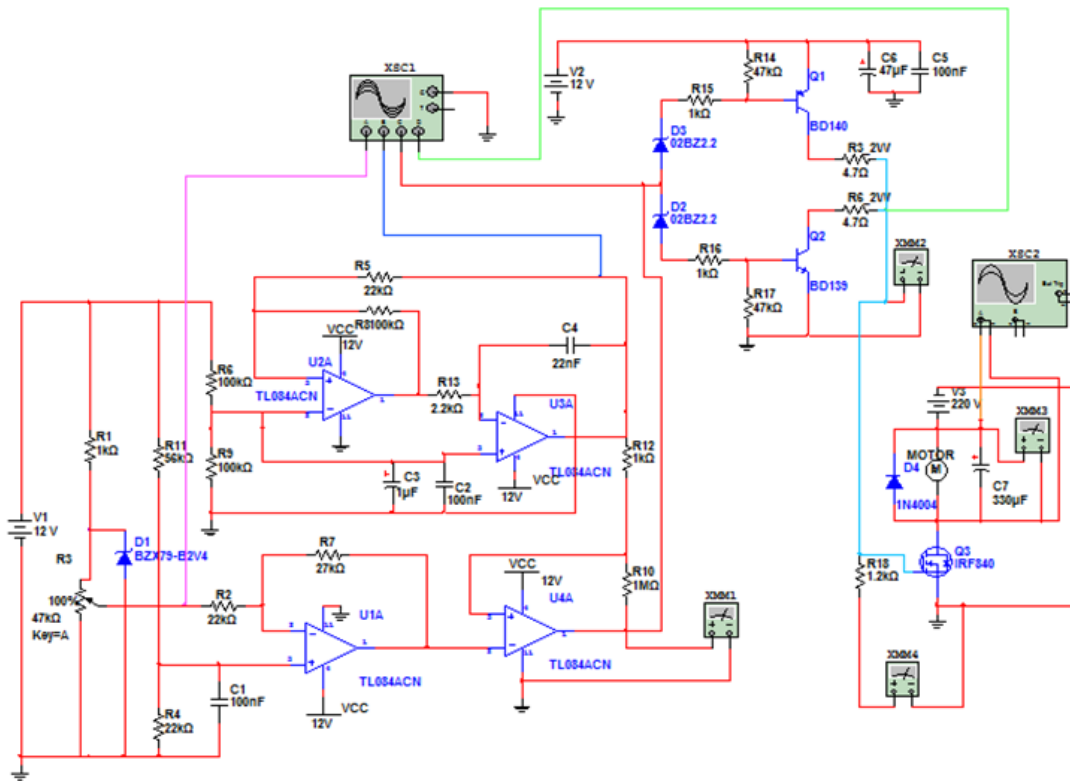 XSC1
G
T
A B C D
V2
12 V
R14
47kΩ
Q1
C6
47µF
C5
100nF
R15
1kΩ
BD140
D3
02BZ2.2
R3_2W
4.7Ω
D2
02BZ2.2
R6_2W
4.7Ω
Q2
R16
1kΩ
BD139
XMM2
XSC2
Ext Trig
R17
47kΩ
R5
22kΩ
R8100kΩ
VCC
12V
C4
22nF
U2A
R6
100kΩ
TL084ACN
R13
2.2kΩ
U3A
V3
220 V
XMM3
R1
1kΩ
R11
56kΩ
R9
100kΩ
R12
1kΩ
MOTOR
M
TL084ACN
C3
1µF
C2
100nF
VCC
12V
D4
C7
330µF
1N4004
V1
12 V
D1
BZX79-B2V4
R7
27kΩ
VCC
12V
Q3
IRF840
R3
R10
1MΩ
R18
1.2kΩ
100%
47kΩ
Key=A
R2
22kΩ
U1A
U4A
XMM1
TL084ACN
TL084ACN
C1
100nF
XMM4
R4
22kΩ
12V
VCC